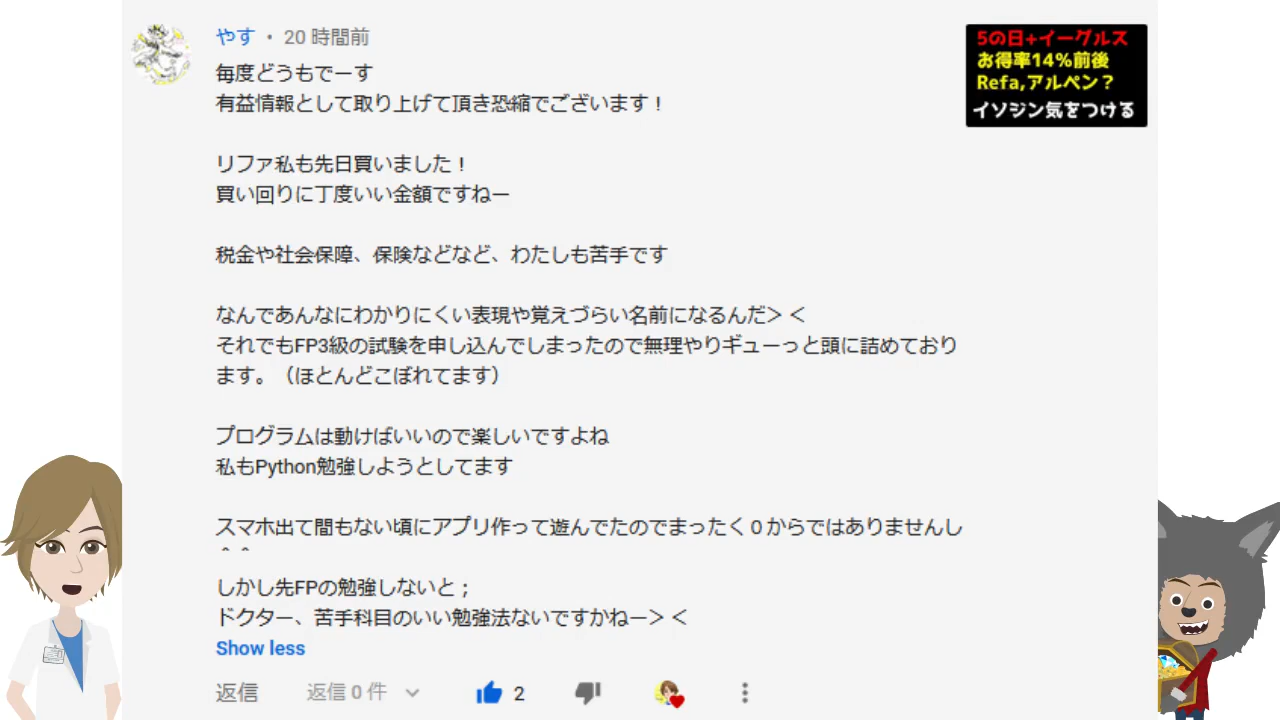 やす • 20 時間前
毎度どうもでーす
有益情報として取り上げて頂き恐縮でございます！
リファ私も先日買いました！
買い回りに丁度いい金額ですねー
税金や社会保障、保険などなど、わたしも苦手です
なんであんなにわかりにくい表現や覚えづらい名前になるんだ＞＜
それでもFP3級の試験を申し込んでしまったので無理やりギューっと頭に詰めており
ます。（ほとんどこぼれてます）
プログラムは動けばいいので楽しいですよね
私もPython勉強しようとしてます
スマホ出て間もない頃にアプリ作って遊んでたのでまったく０からではありませんし
＾＾
しかし先FPの勉強しないと；
ドクター、苦手科目のいい勉強法ないですかねー＞＜
Show less
返信 返信 0 件 2
5の日+イーグルス
お得率14%前後
Refa,アルペン？
イソジン気をつける